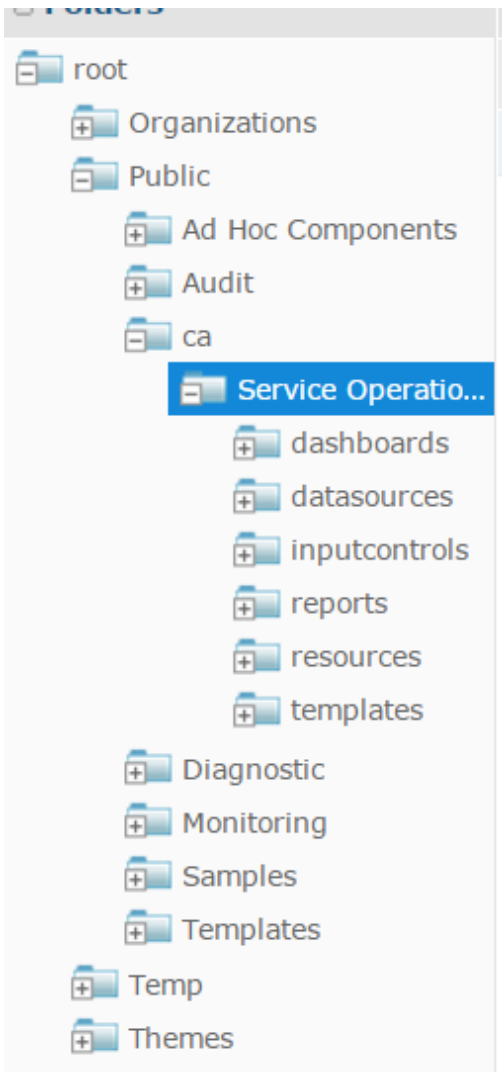 Folders
root
Organizations
Public
Ad Hoc Components
Audit
ca
Service Operatio...
dashboards
datasources
inputcontrols
reports
resources
templates
Diagnostic
Monitoring
Samples
Templates
Temp
Themes